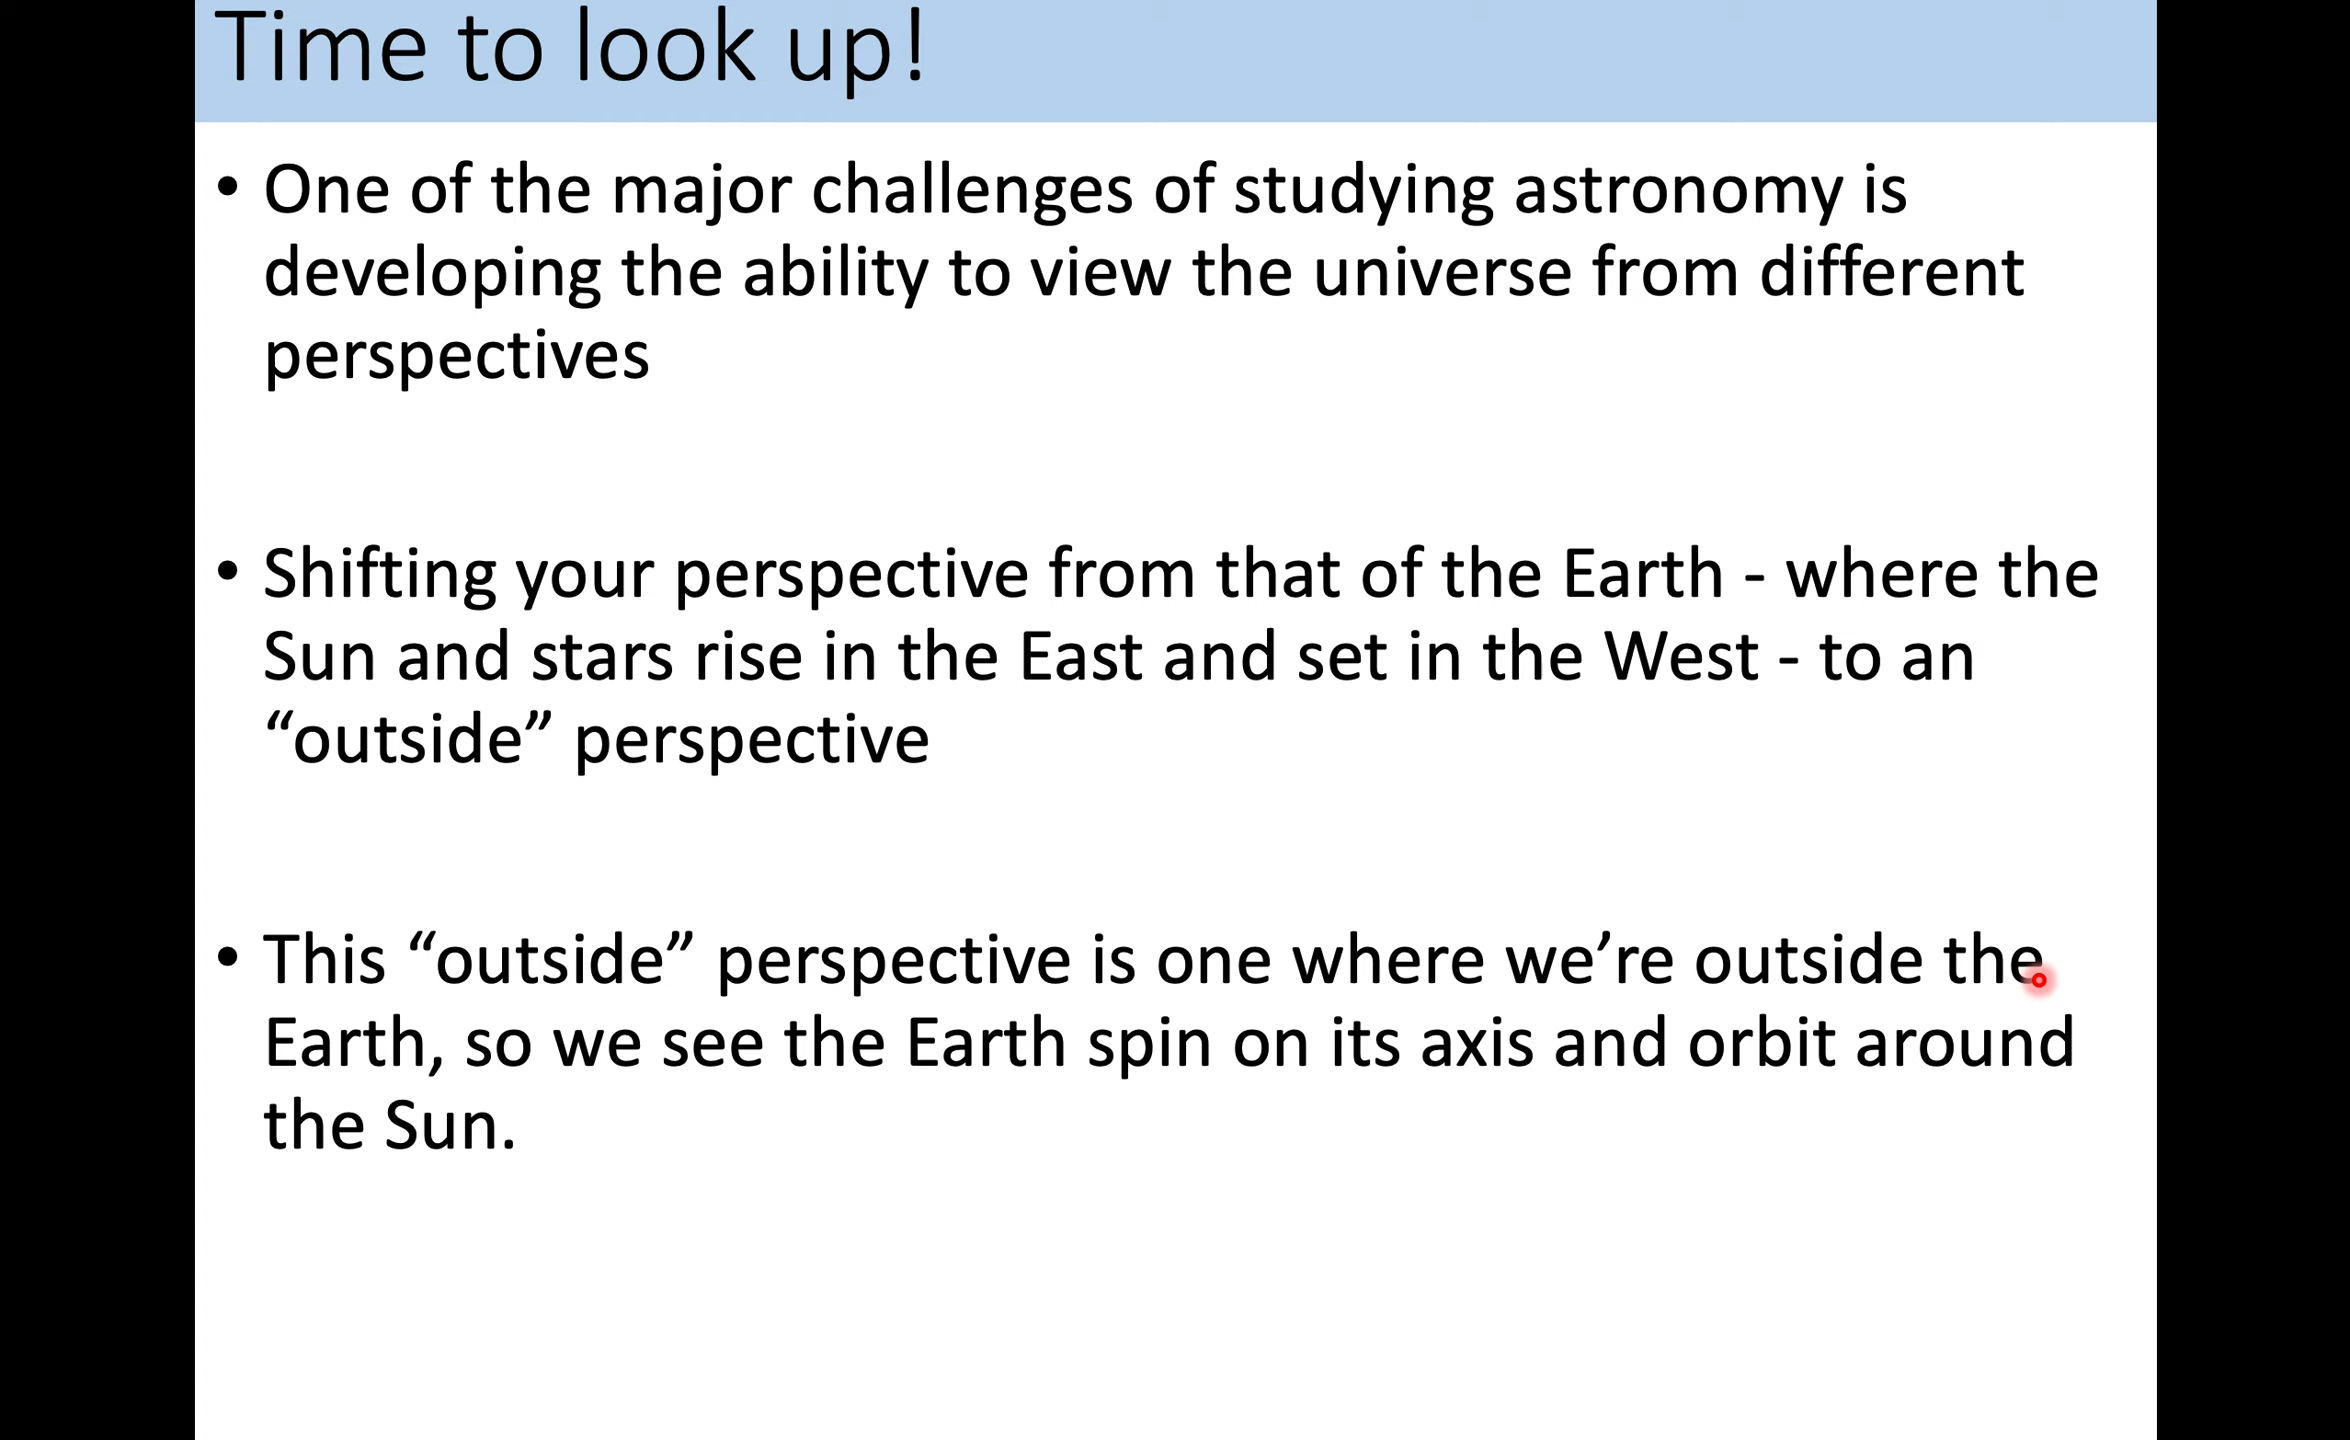 Time to look up!
• One of the major challenges of studying astronomy is
developing the ability to view the universe from different
perspectives
• Shifting your perspective from that of the Earth - where the
Sun and stars rise in the East and set in the West - to an
“outside” perspective
• This “outside” perspective is one where we’re outside the
Earth, so we see the Earth spin on its axis and orbit around
the Sun.